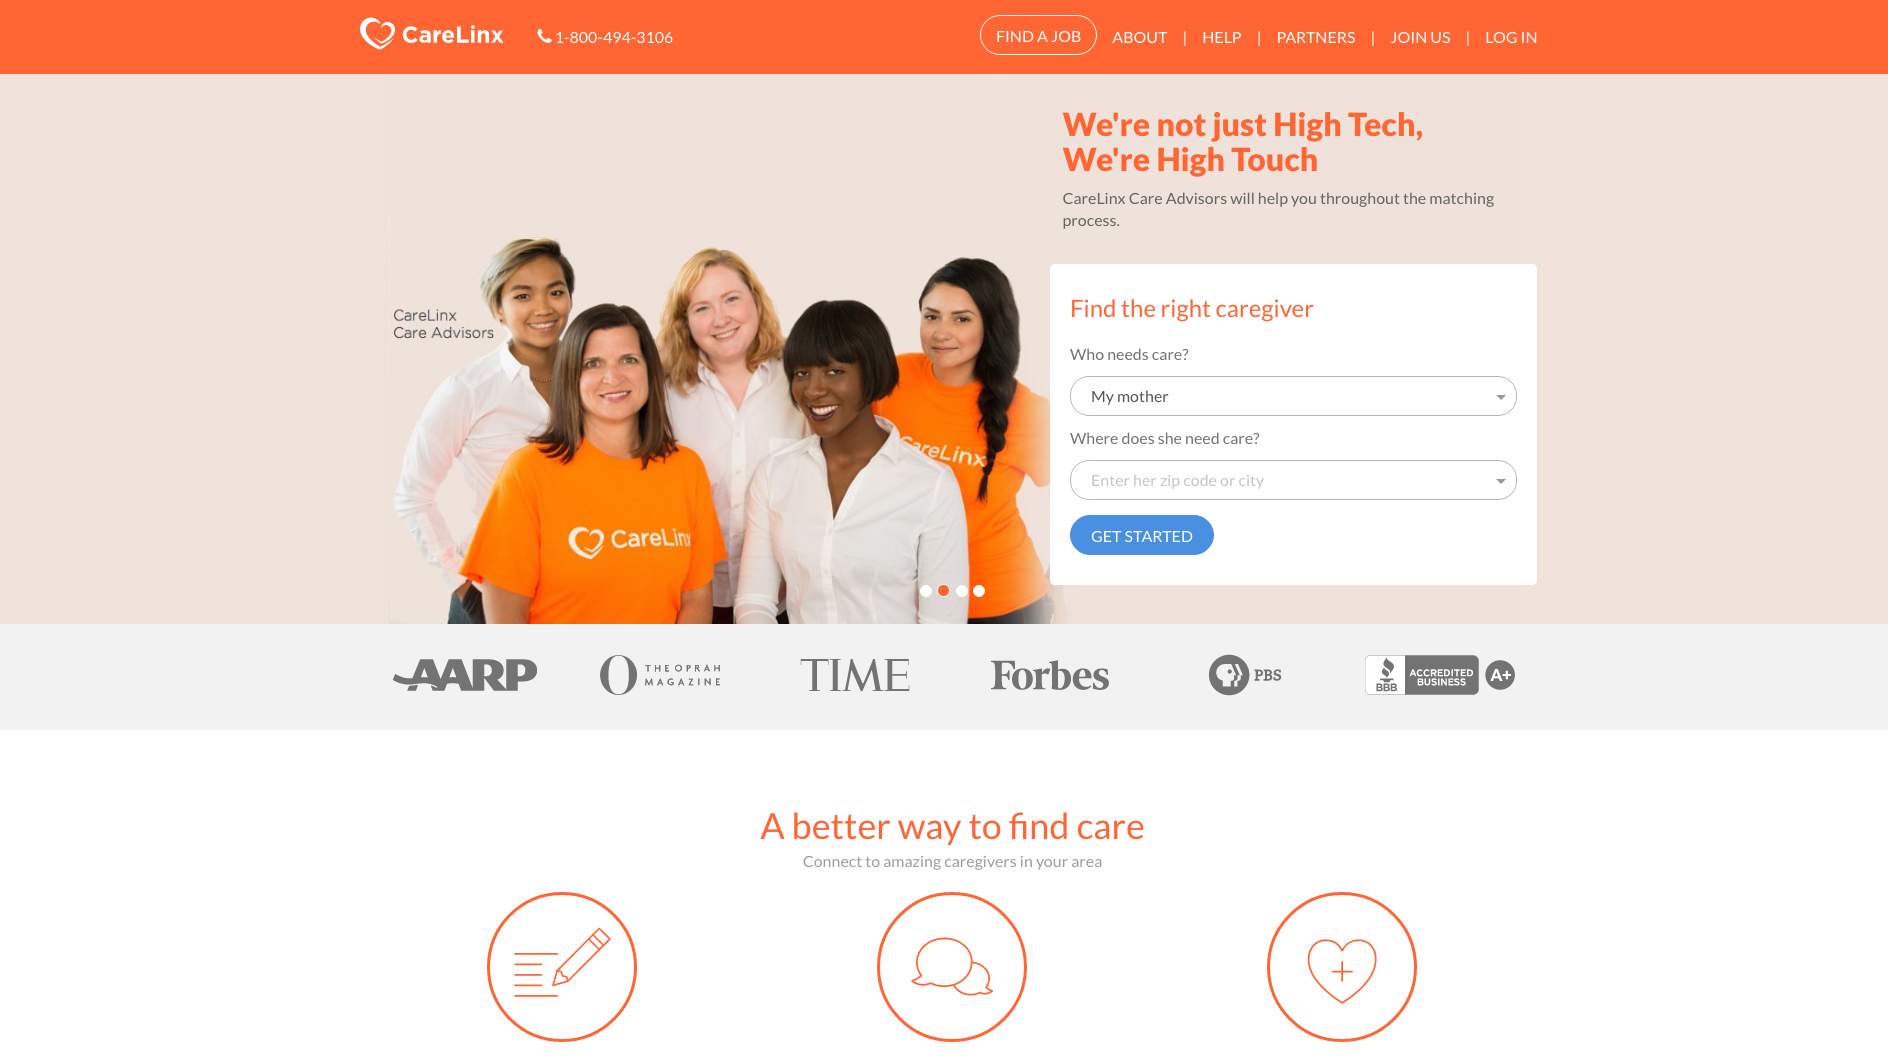 CareLinx
1-800-494-3106
FIND A JOB
ABOUT | HELP | PARTNERS | JOIN US | LOG IN
We're not just High Tech,
We're High Touch
CareLinx Care Advisors will help you throughout the matching
process.
CareLinx
Care Advisors
CareLinx
CareLinx
Find the right caregiver
Who needs care?
My mother
Where does she need care?
Enter her zip code or city
GET STARTED
AARP
O THE OPRAH
MAGAZINE
TIME
Forbes
PBS
BBB
ACCREDITED
BUSINESS
A+
A better way to find care
Connect to amazing caregivers in your area